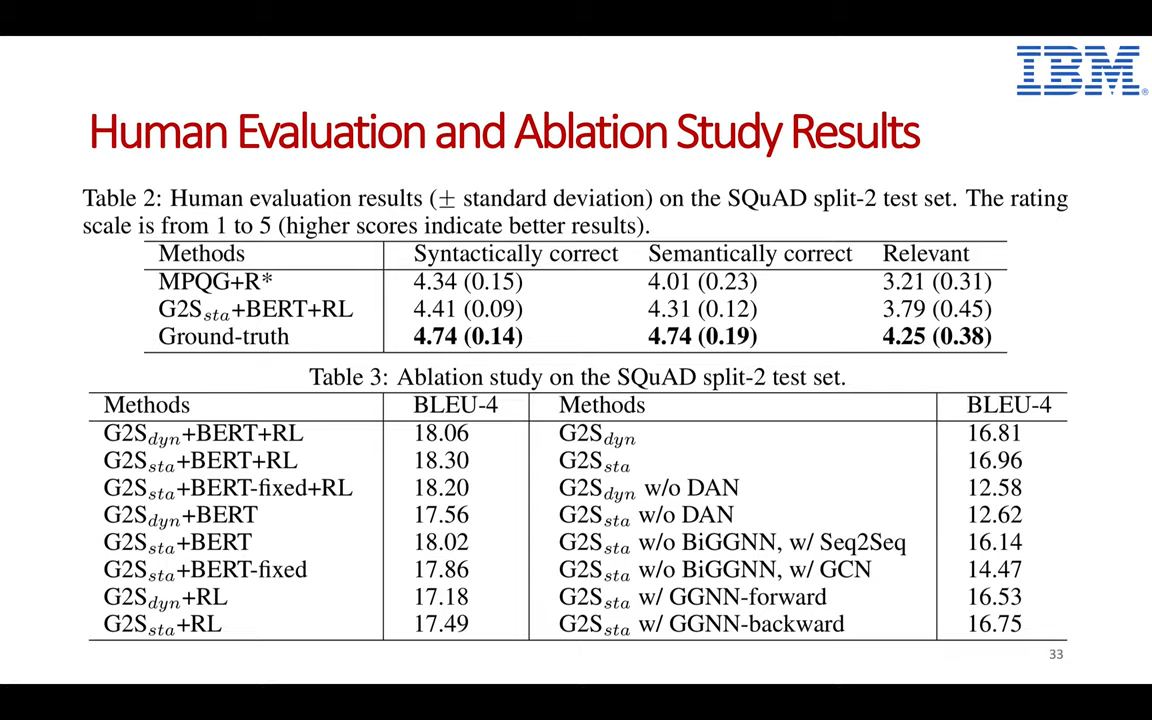 IBM®
Human Evaluation and Ablation Study Results
Table 2: Human evaluation results (± standard deviation) on the SQuAD split-2 test set. The rating
scale is from 1 to 5 (higher scores indicate better results).
Methods Syntactically correct Semantically correct Relevant
MPQG+R* 4.34 (0.15) 4.01 (0.23) 3.21 (0.31)
G2Ssta+BERT+RL 4.41 (0.09) 4.31 (0.12) 3.79 (0.45)
Ground-truth 4.74 (0.14) 4.74 (0.19) 4.25 (0.38)
Table 3: Ablation study on the SQuAD split-2 test set.
Methods BLEU-4 Methods BLEU-4
G2Sdyn+BERT+RL 18.06 G2Sdyn 16.81
G2Ssta+BERT+RL 18.30 G2Ssta 16.96
G2Ssta+BERT-fixed+RL 18.20 G2Sdyn w/o DAN 12.58
G2Sdyn+BERT 17.56 G2Ssta w/o DAN 12.62
G2Ssta+BERT 18.02 G2Ssta w/o BiGGNN, w/ Seq2Seq 16.14
G2Ssta+BERT-fixed 17.86 G2Ssta w/o BiGGNN, w/ GCN 14.47
G2Sdyn+RL 17.18 G2Ssta w/ GGNN-forward 16.53
G2Ssta+RL 17.49 G2Ssta w/ GGNN-backward 16.75
33